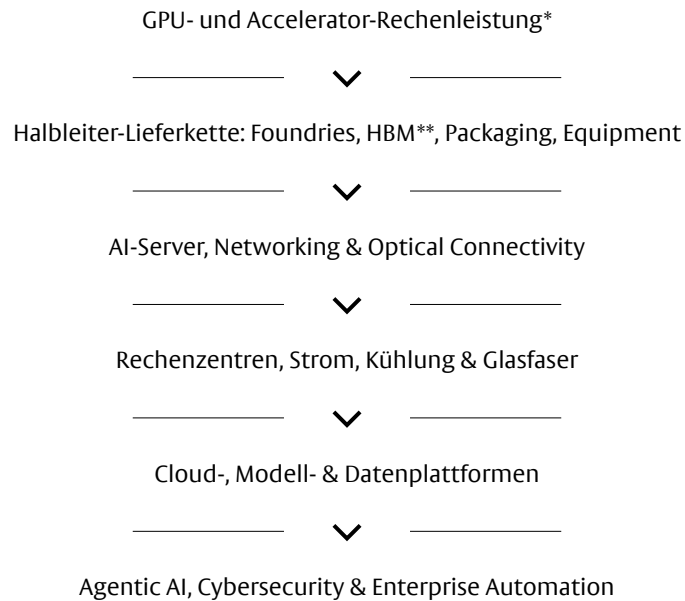 GPU- und Accelerator-Rechenleistung*
Halbleiter-Lieferkette: Foundries, HBM**, Packaging, Equipment
AI-Server, Networking & Optical Connectivity
Rechenzentren, Strom, Kühlung & Glasfaser
Cloud-, Modell- & Datenplattformen
Agentic AI, Cybersecurity & Enterprise Automation